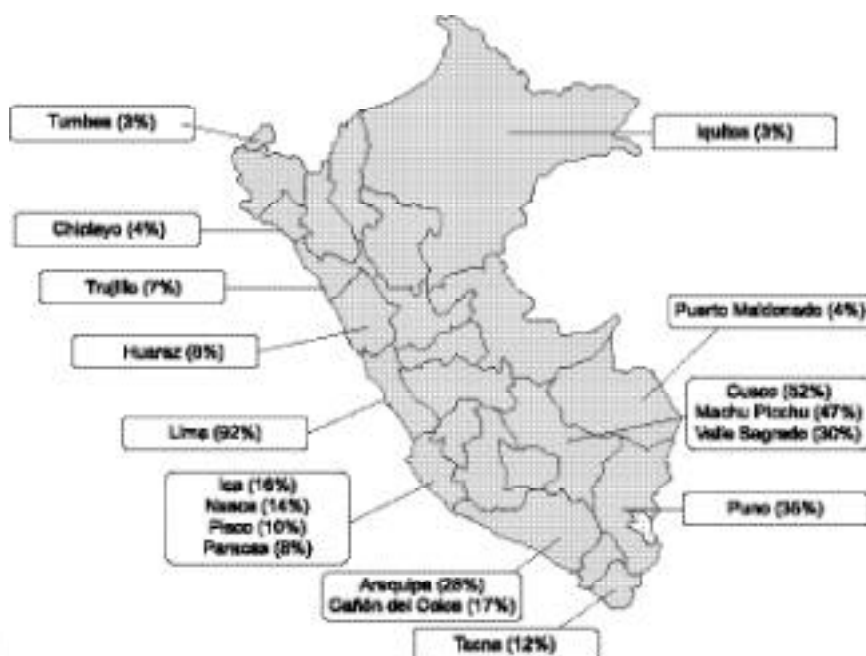 Tumbes (3%)
Iquitos (3%)
Chiclayo (4%)
Trujillo (7%)
Puerto Maldonado (4%)
Huaraz (8%)
Cusco (52%)
Machu Picchu (47%)
Valle Sagrado (30%)
Lima (92%)
Ica (16%)
Nasca (14%)
Pisco (10%)
Paracas (8%)
Puno (35%)
Arequipa (28%)
Cañón del Colca (17%)
Tacna (12%)